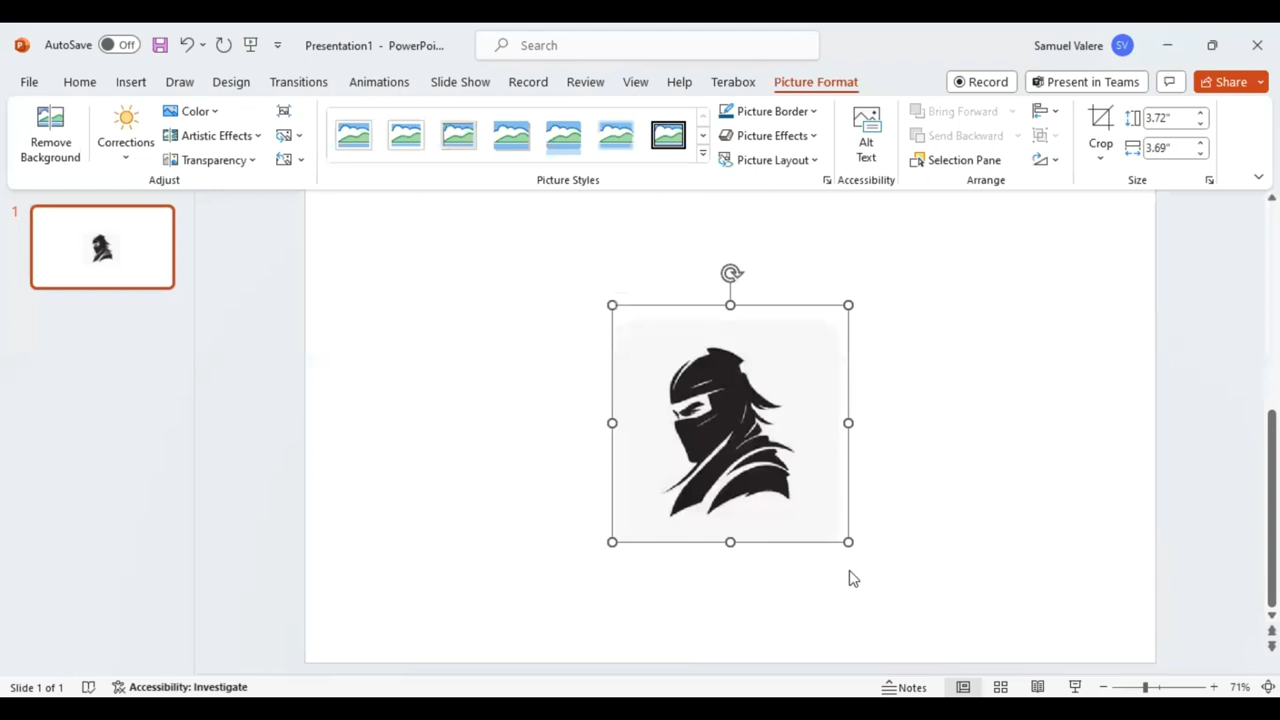 AutoSave Off Presentation1 - PowerPoi... Search Samuel Valere SV
File Home Insert Draw Design Transitions Animations Slide Show Record Review View Help Terabox Picture Format Record Present in Teams Share
Remove Background
Corrections
Color
Artistic Effects
Transparency
Adjust
Picture Styles
Picture Border
Picture Effects
Picture Layout
Alt Text
Accessibility
Bring Forward
Send Backward
Selection Pane
Arrange
Crop
3.72"
3.69"
Size
1
Slide 1 of 1 Accessibility: Investigate Notes 71%